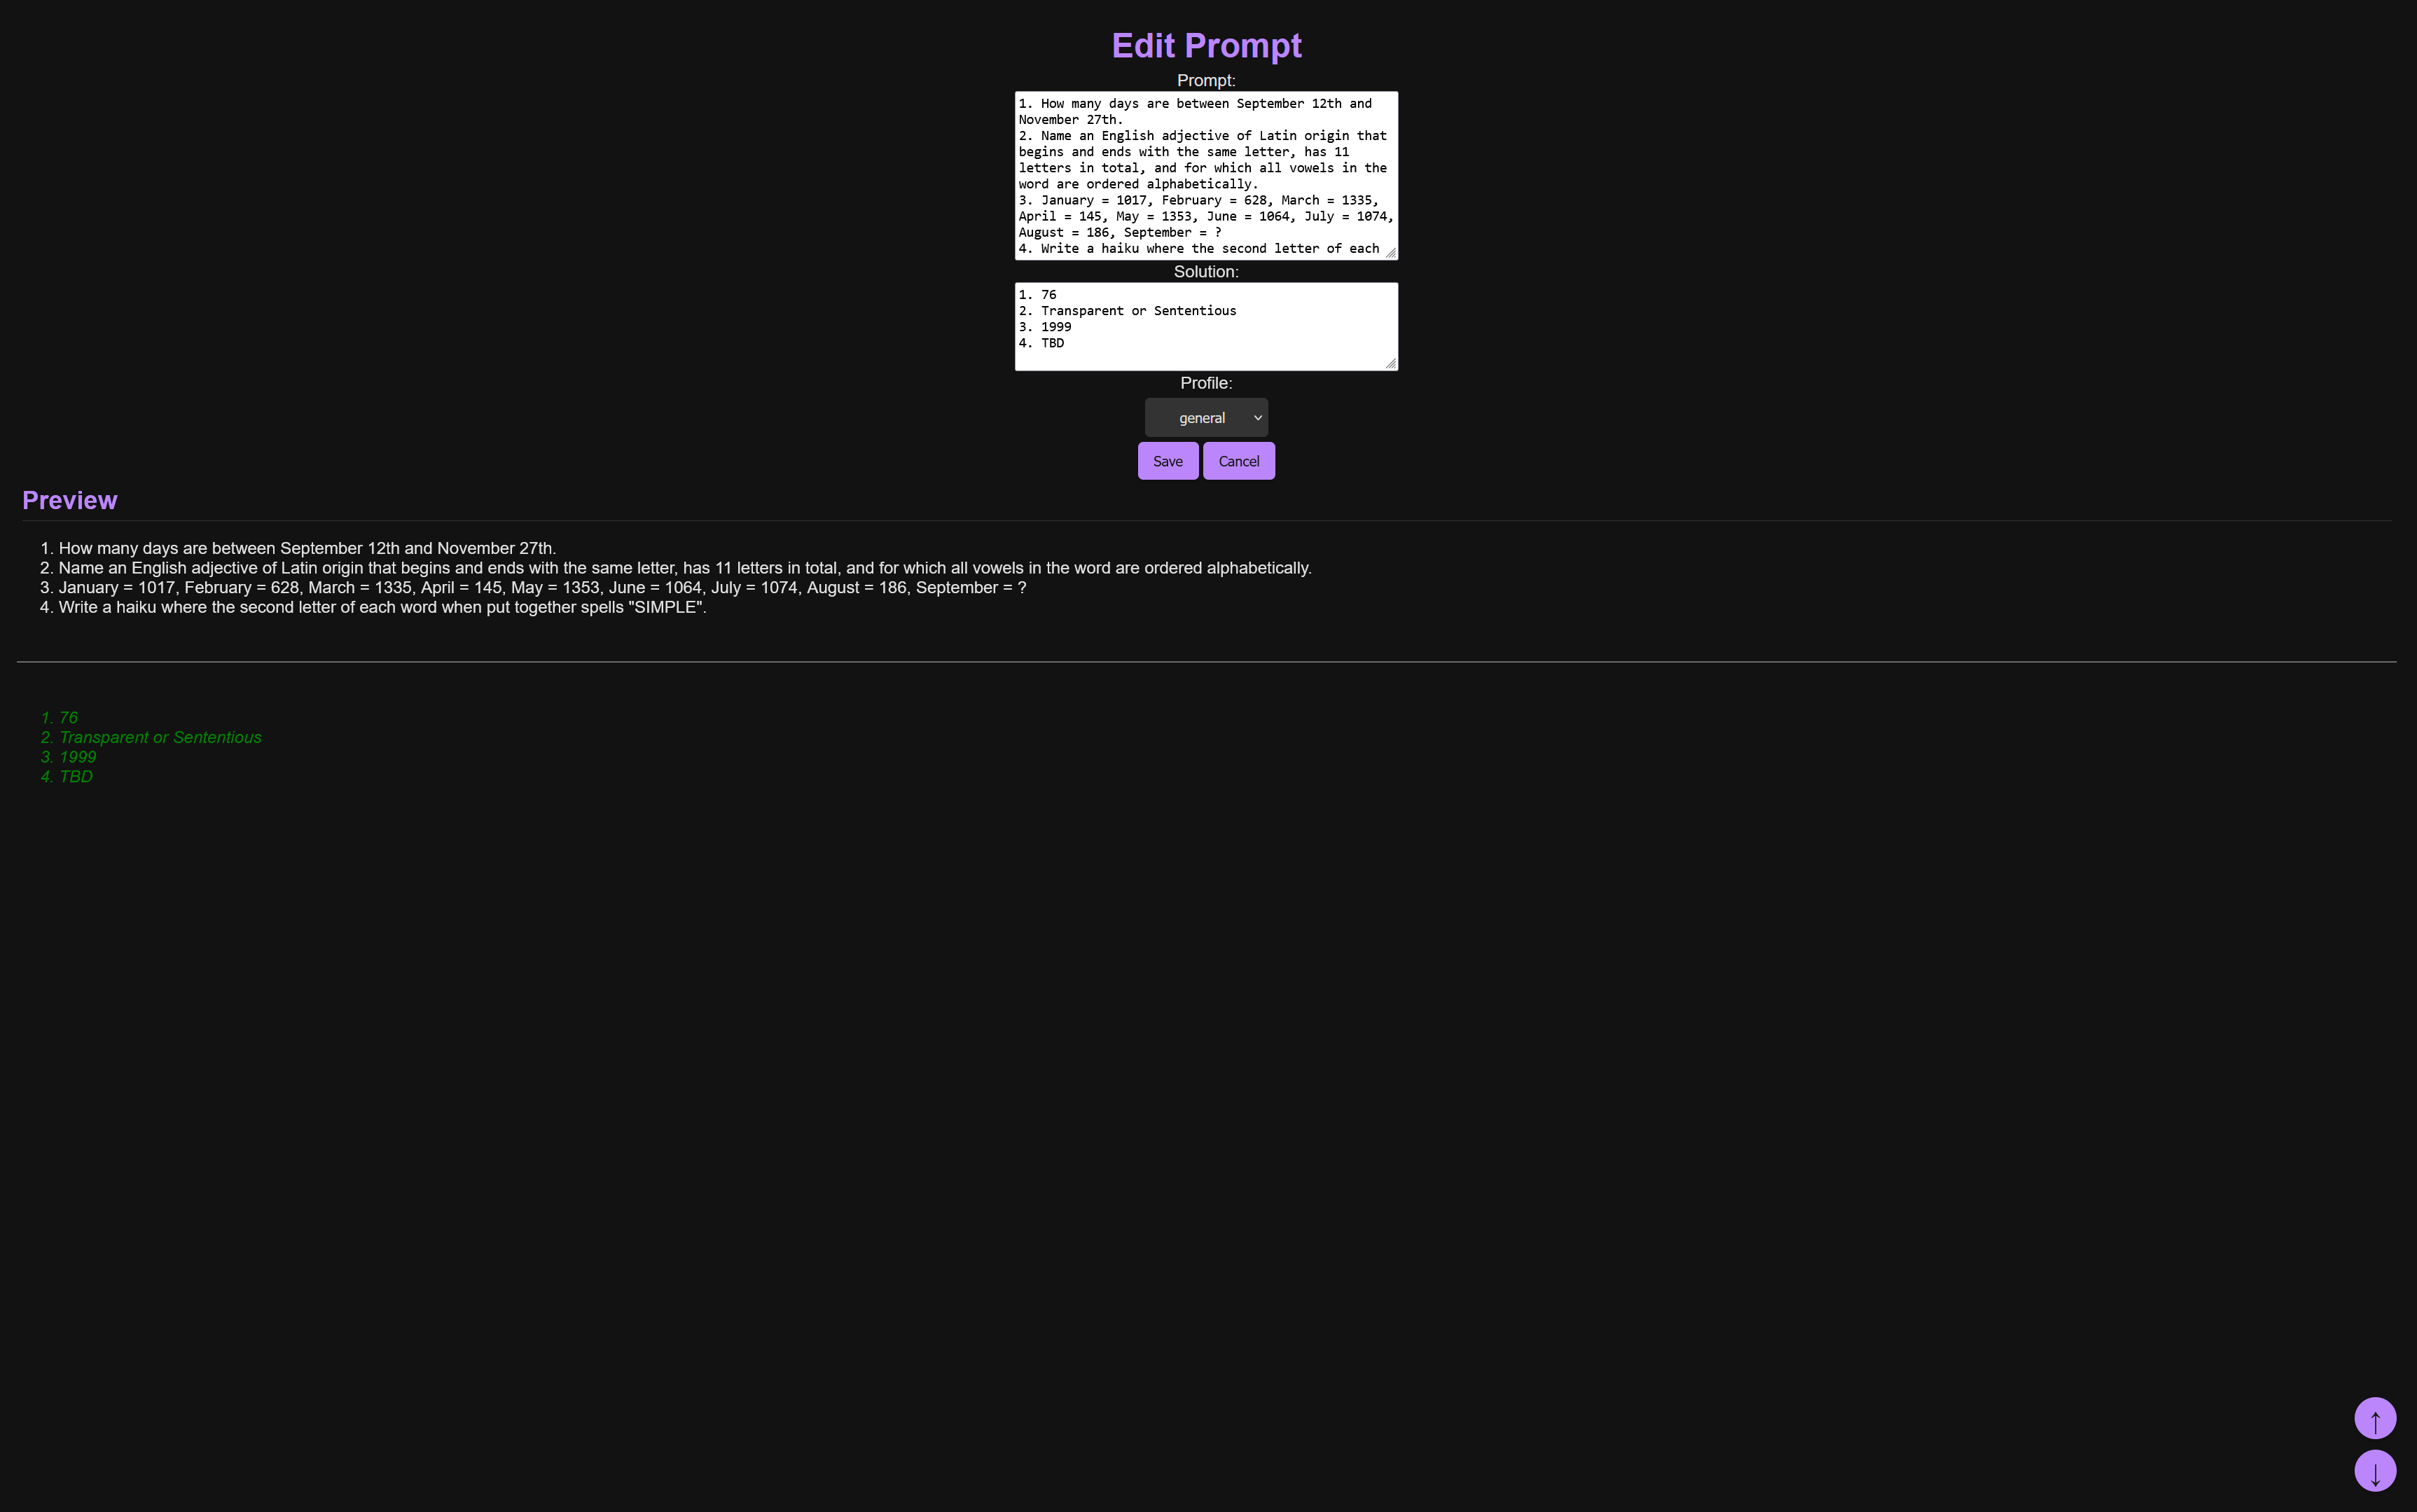 Edit Prompt
Prompt:
1. How many days are between September 12th and
November 27th.
2. Name an English adjective of Latin origin that
begins and ends with the same letter, has 11
letters in total, and for which all vowels in the
word are ordered alphabetically.
3. January = 1017, February = 628, March = 1335,
April = 145, May = 1353, June = 1064, July = 1074,
August = 186, September = ?
4. Write a haiku where the second letter of each
Solution:
1. 76
2. Transparent or Sententious
3. 1999
4. TBD
Profile:
general
Save Cancel
Preview
1. How many days are between September 12th and November 27th.
2. Name an English adjective of Latin origin that begins and ends with the same letter, has 11 letters in total, and for which all vowels in the word are ordered alphabetically.
3. January = 1017, February = 628, March = 1335, April = 145, May = 1353, June = 1064, July = 1074, August = 186, September = ?
4. Write a haiku where the second letter of each word when put together spells "SIMPLE".
1. 76
2. Transparent or Sententious
3. 1999
4. TBD
↑
↓